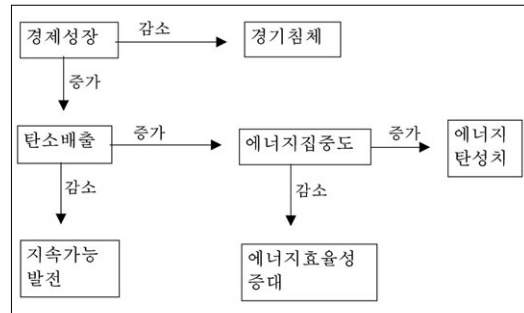 경제성장
감소
경기침체
증가
탄소배출
증가
에너지집중도
증가
에너지
탄성치
감소
감소
지속가능
발전
에너지효율성
증대